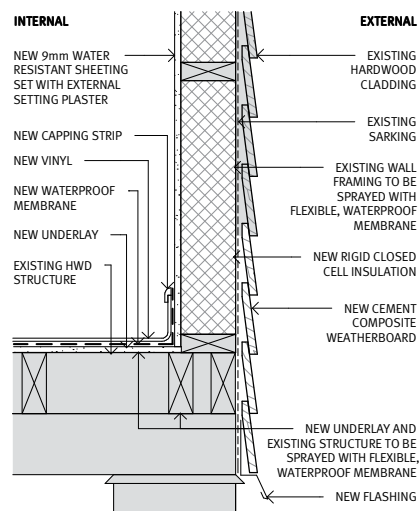 INTERNAL
NEW 9mm WATER
RESISTANT SHEETING
SET WITH EXTERNAL
SETTING PLASTER
NEW CAPPING STRIP
NEW VINYL
NEW WATERPROOF
MEMBRANE
NEW UNDERLAY
EXISTING HWD
STRUCTURE
EXTERNAL
EXISTING
HARDWOOD
CLADDING
EXISTING
SARKING
EXISTING WALL
FRAMING TO BE
SPRAYED WITH
FLEXIBLE, WATERPROOF
MEMBRANE
NEW RIGID CLOSED
CELL INSULATION
NEW CEMENT
COMPOSITE
WEATHERBOARD
NEW UNDERLAY AND
EXISTING STRUCTURE TO BE
SPRAYED WITH FLEXIBLE,
WATERPROOF MEMBRANE
NEW FLASHING